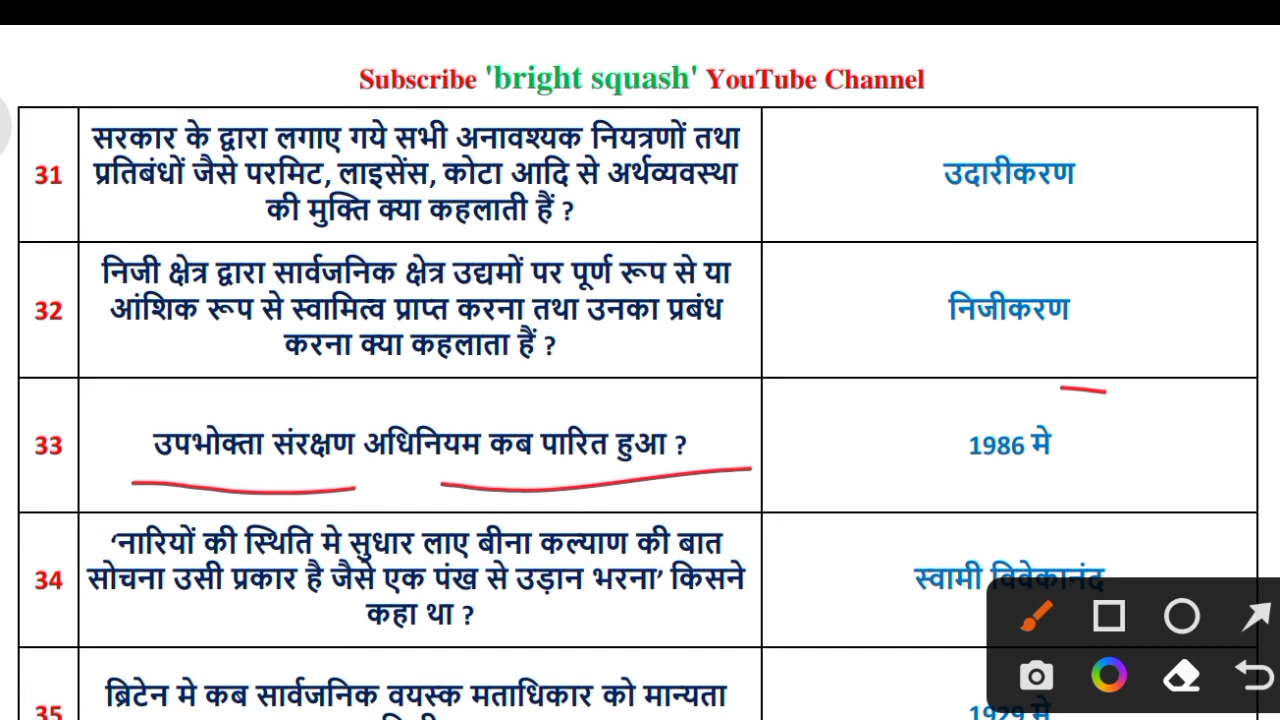 Subscribe 'bright squash' YouTube Channel
31
सरकार के द्वारा लगाए गये सभी अनावश्यक नियत्रणों तथा
प्रतिबंधों जैसे परमिट, लाइसेंस, कोटा आदि से अर्थव्यवस्था
की मुक्ति क्या कहलाती हैं ?
उदारीकरण
32
निजी क्षेत्र द्वारा सार्वजनिक क्षेत्र उद्यमों पर पूर्ण रूप से या
आंशिक रूप से स्वामित्व प्राप्त करना तथा उनका प्रबंध
करना क्या कहलाता हैं ?
निजीकरण
33
उपभोक्ता संरक्षण अधिनियम कब पारित हुआ ?
1986 मे
34
‘नारियों की स्थिति मे सुधार लाए बीना कल्याण की बात
सोचना उसी प्रकार है जैसे एक पंख से उड़ान भरना’ किसने
कहा था ?
स्वामी विवेकानंद
35
ब्रिटेन मे कब सार्वजनिक वयस्क मताधिकार को मान्यता
1929 मे